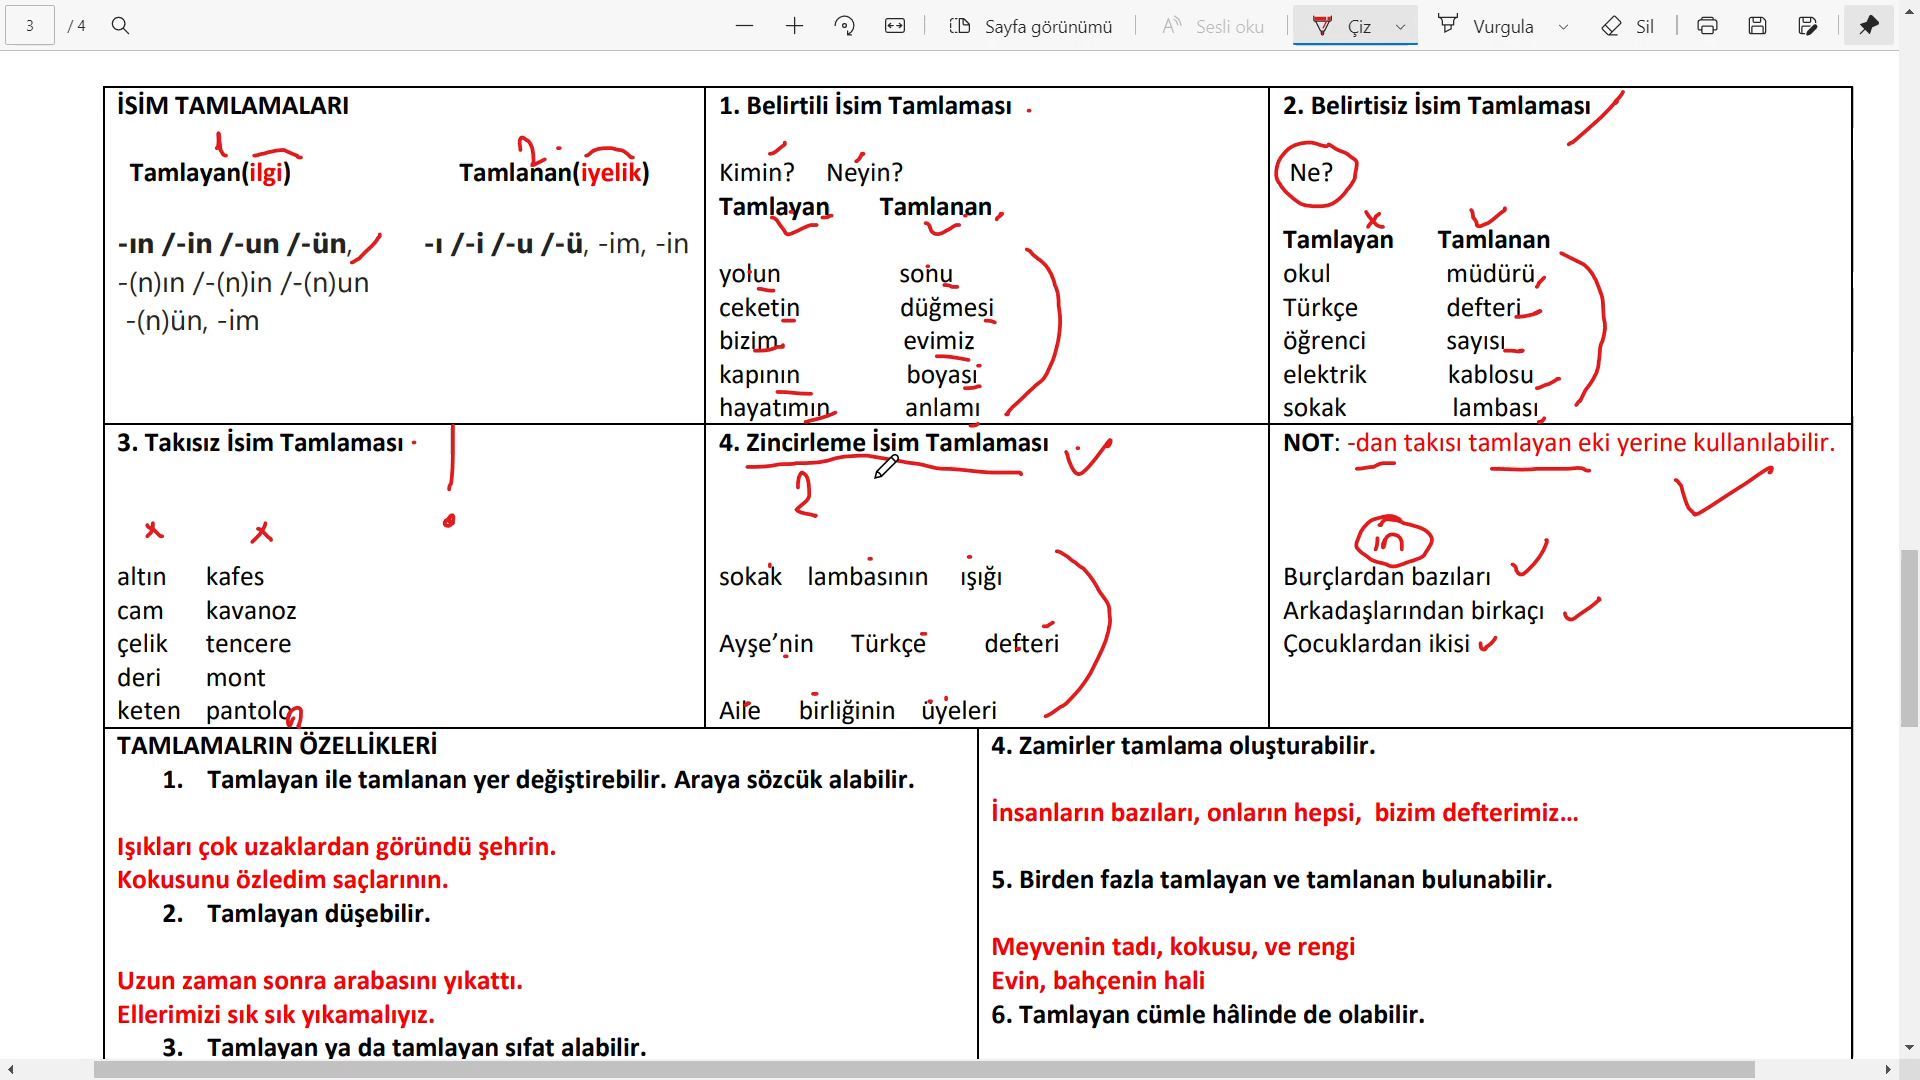 3 / 4 Sayfa görünümü Sesli oku Çiz Vurgula Sil
İSİM TAMLAMALARI
1 2
Tamlayan(ilgi) Tamlanan(iyelik)
-ın /-in /-un /-ün, -ı /-i /-u /-ü, -im, -in
-(n)ın /-(n)in /-(n)un
-(n)ün, -im
1. Belirtili İsim Tamlaması
Kimin? Neyin?
Tamlayan Tamlanan
yolun sonu
ceketin düğmesi
bizim evimiz
kapının boyası
hayatımın anlamı
2. Belirtisiz İsim Tamlaması
Ne?
x
Tamlayan Tamlanan
okul müdürü
Türkçe defteri
öğrenci sayısı
elektrik kablosu
sokak lambası
3. Takısız İsim Tamlaması !
x x
altın kafes
cam kavanoz
çelik tencere
deri mont
keten pantolon
4. Zincirleme İsim Tamlaması
2
sokak lambasının ışığı
Ayşe’nin Türkçe defteri
Aile birliğinin üyeleri
NOT: -dan takısı tamlayan eki yerine kullanılabilir.
in
Burçlardan bazıları
Arkadaşlarından birkaçı
Çocuklardan ikisi
TAMLAMALRIN ÖZELLİKLERİ
1. Tamlayan ile tamlanan yer değiştirebilir. Araya sözcük alabilir.
Işıkları çok uzaklardan göründü şehrin.
Kokusunu özledim saçlarının.
2. Tamlayan düşebilir.
Uzun zaman sonra arabasını yıkattı.
Ellerimizi sık sık yıkamalıyız.
3. Tamlayan ya da tamlayan sıfat alabilir.
4. Zamirler tamlama oluşturabilir.
İnsanların bazıları, onların hepsi, bizim defterimiz...
5. Birden fazla tamlayan ve tamlanan bulunabilir.
Meyvenin tadı, kokusu, ve rengi
Evin, bahçenin hali
6. Tamlayan cümle hâlinde de olabilir.